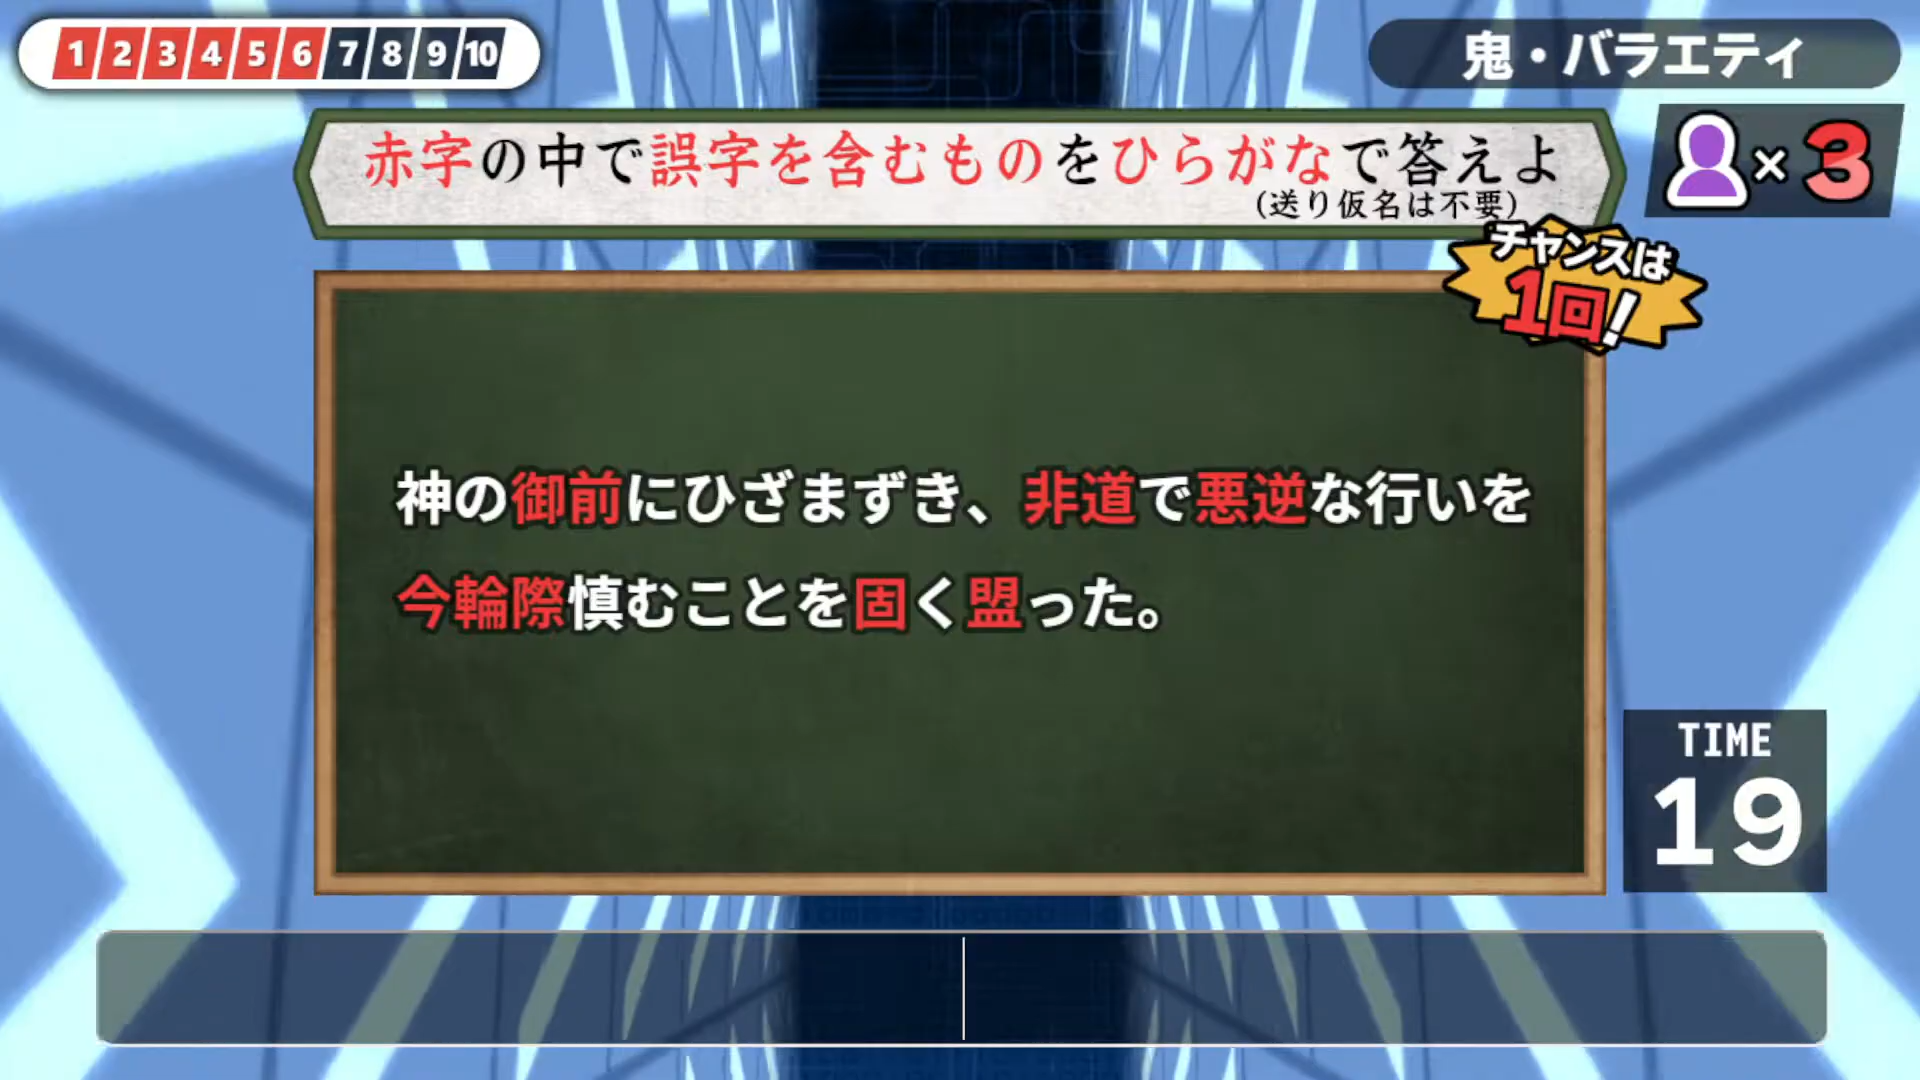 1 2 3 4 5 6 7 8 9 10
鬼・バラエティ
赤字の中で誤字を含むものをひらがなで答えよ
(送り仮名は不要)
×3
チャンスは
1回!
神の御前にひざまずき、非道で悪逆な行いを
今輪際慎むことを固く盟った。
TIME
19